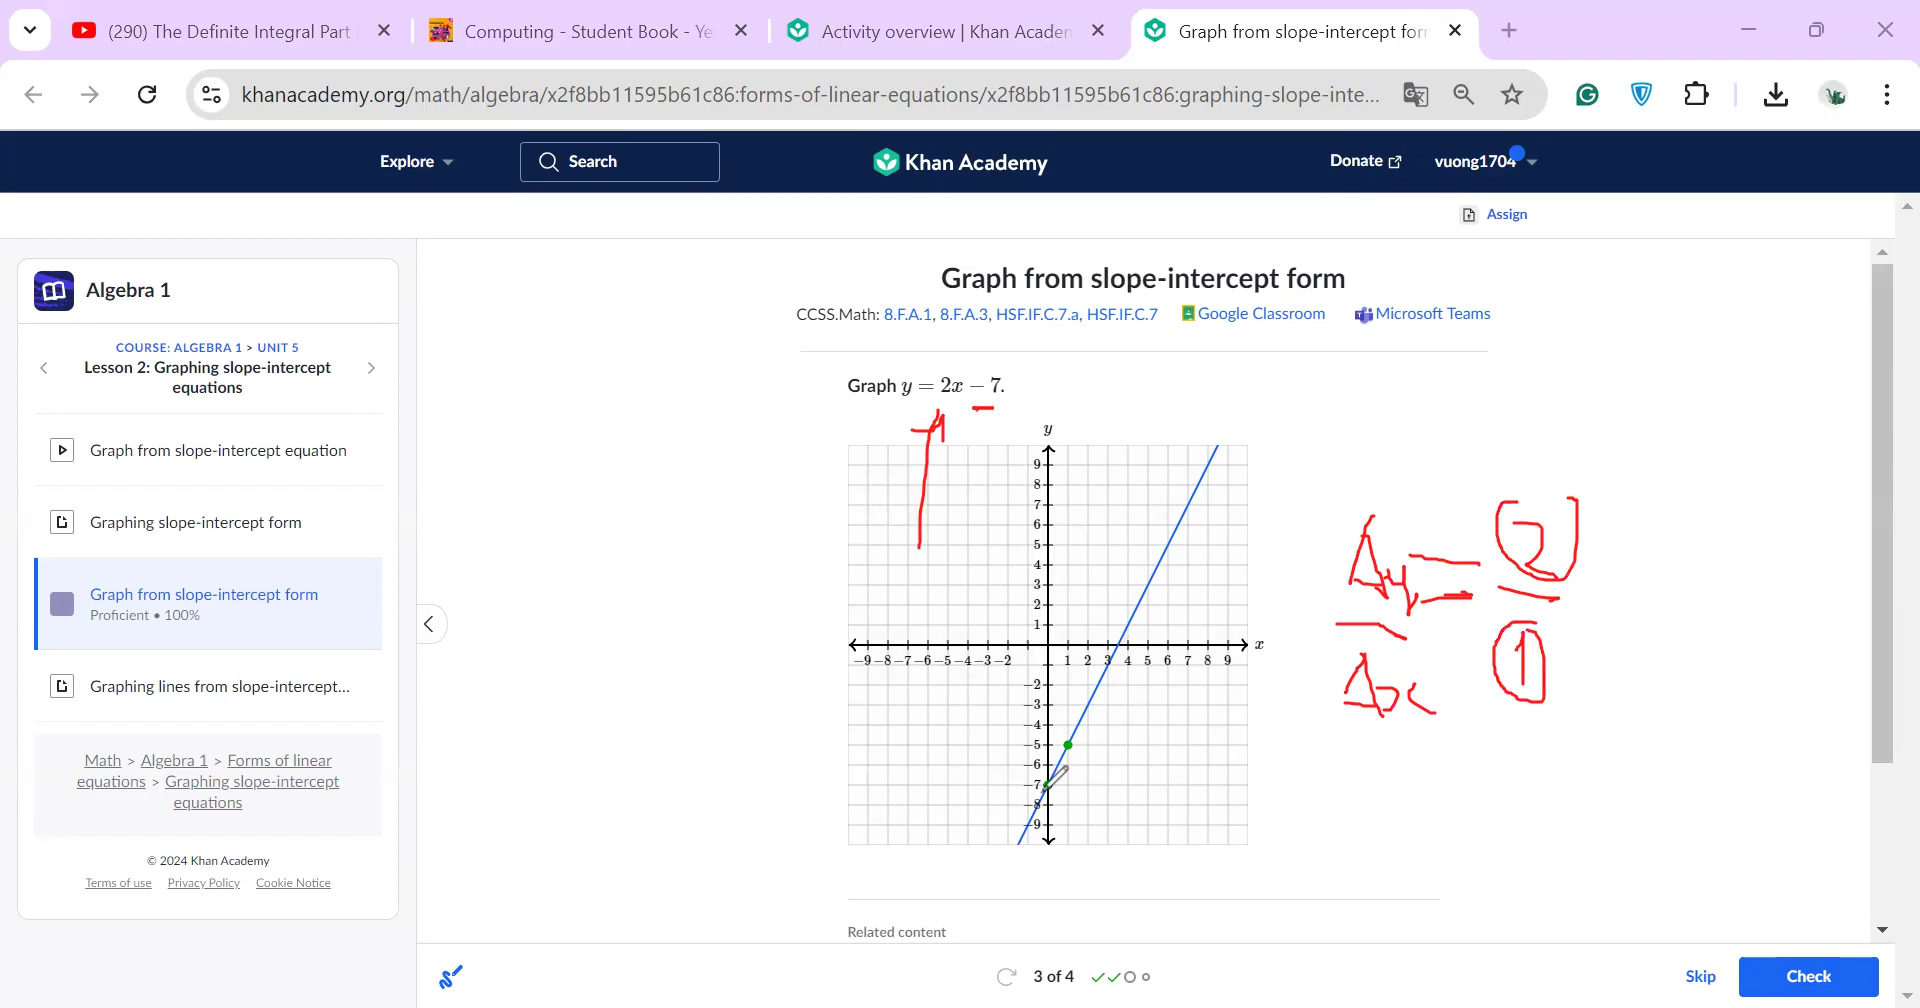 (290) The Definite Integral Part
Computing - Student Book - Ye
Activity overview | Khan Academ
Graph from slope-intercept for
khanacademy.org/math/algebra/x2f8bb11595b61c86:forms-of-linear-equations/x2f8bb11595b61c86:graphing-slope-inte...
Explore
Search
Khan Academy
Donate
vuong1704
Assign
Algebra 1
COURSE: ALGEBRA 1 > UNIT 5
Lesson 2: Graphing slope-intercept
equations
Graph from slope-intercept equation
Graphing slope-intercept form
Graph from slope-intercept form
Proficient • 100%
Graphing lines from slope-intercept...
Math > Algebra 1 > Forms of linear
equations > Graphing slope-intercept
equations
© 2024 Khan Academy
Terms of use Privacy Policy Cookie Notice
Graph from slope-intercept form
CCSS.Math: 8.F.A.1, 8.F.A.3, HSF.IF.C.7.a, HSF.IF.C.7 Google Classroom Microsoft Teams
Graph y = 2x − 7.
y
9
8
7
6
5
4
3
2
1
−9 −8 −7 −6 −5 −4 −3 −2 1 2 3 4 5 6 7 8 9 x
−2
−3
−4
−5
−6
−7
−8
−9
Δy = 2
Δx 1
Related content
3 of 4
Skip
Check